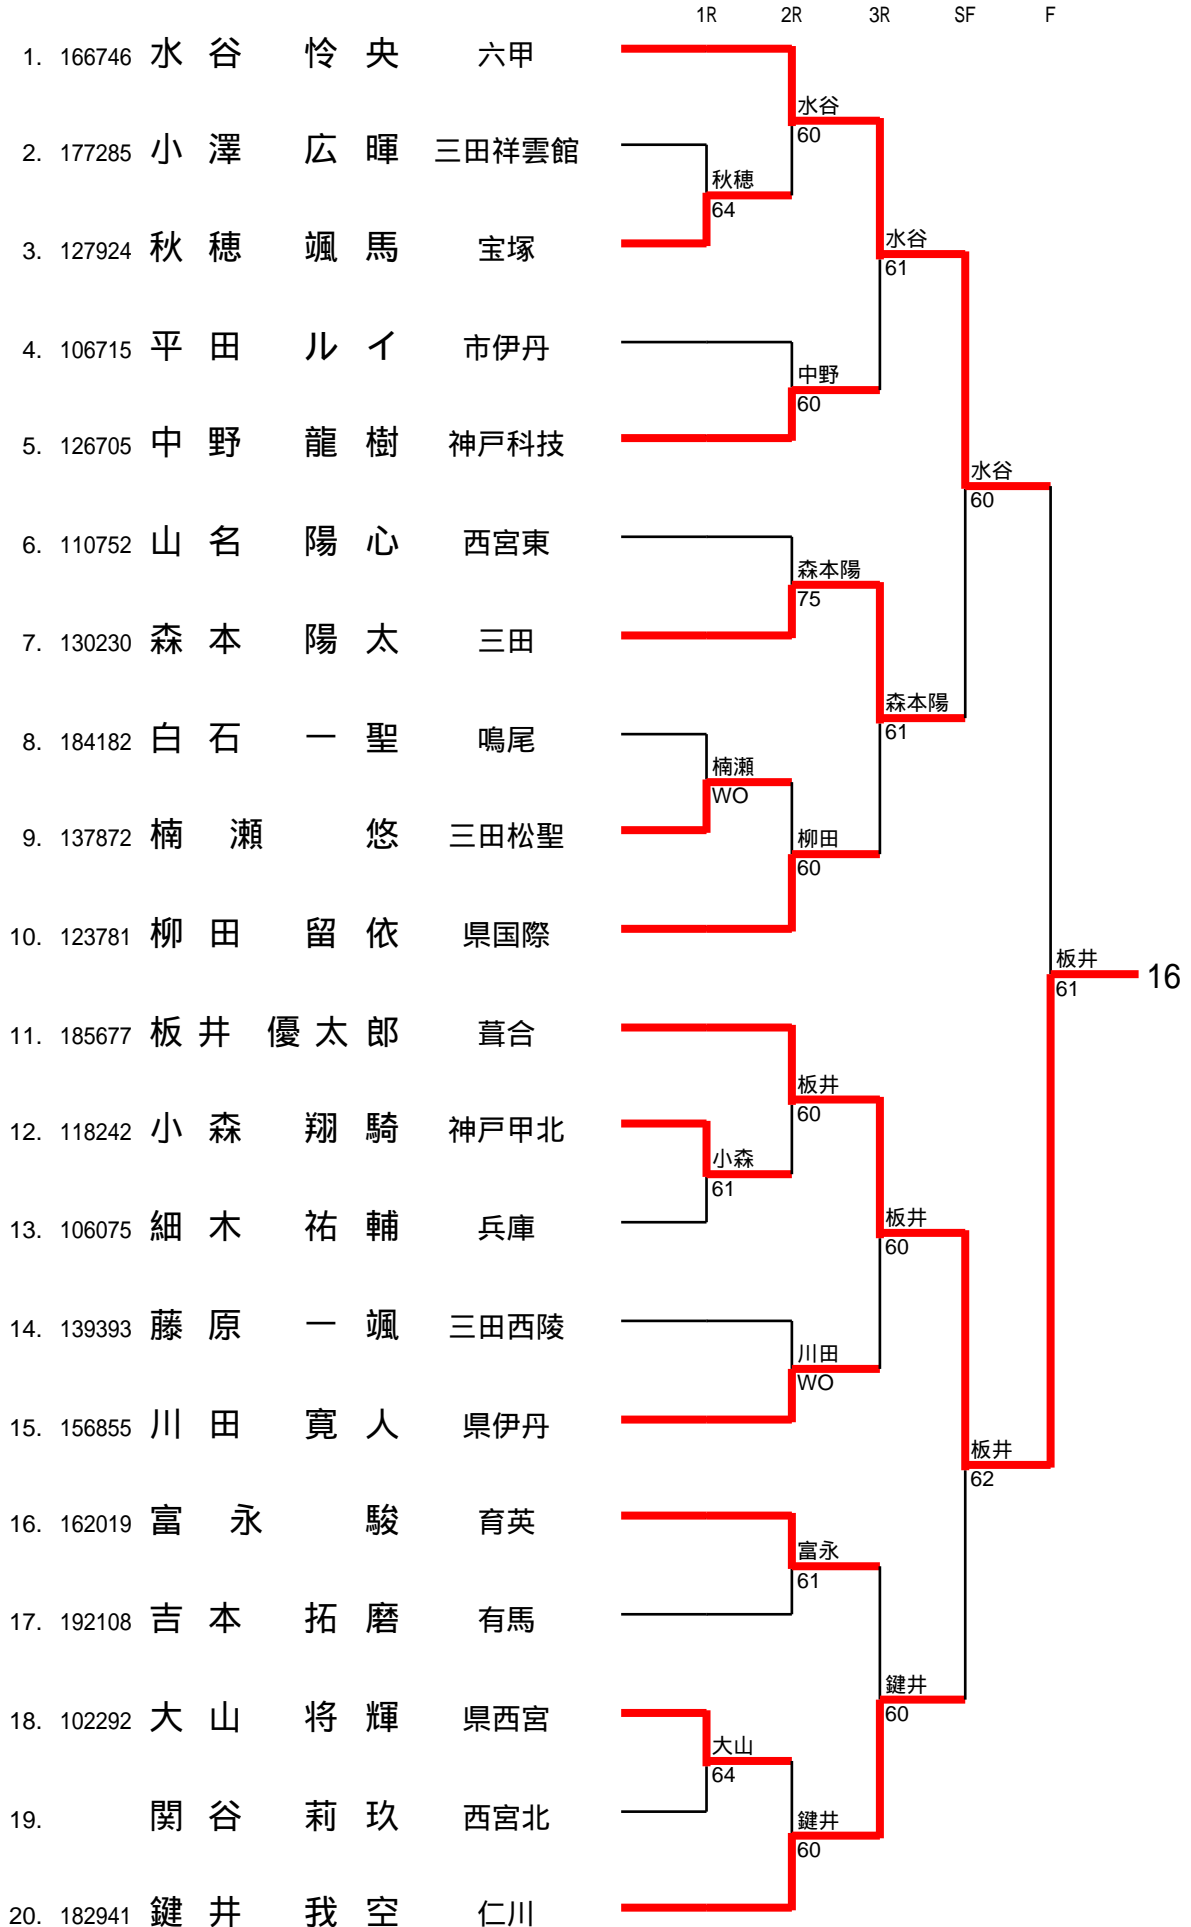 1R 2R 3R SF F
1. 166746 水谷 怜央 六甲
水谷
60
2. 177285 小澤 広暉 三田祥雲館
秋穂
64
3. 127924 秋穂 颯馬 宝塚
水谷
61
4. 106715 平田 ルイ 市伊丹
中野
60
5. 126705 中野 龍樹 神戸科技
水谷
60
6. 110752 山名 陽心 西宮東
森本陽
75
7. 130230 森本 陽太 三田
森本陽
61
8. 184182 白石 一聖 鳴尾
楠瀬
WO
9. 137872 楠瀬 悠 三田松聖
柳田
60
10. 123781 柳田 留依 県国際
板井
61
16
11. 185677 板井 優太郎 葺合
板井
60
12. 118242 小森 翔騎 神戸甲北
小森
61
13. 106075 細木 祐輔 兵庫
板井
60
14. 139393 藤原 一颯 三田西陵
川田
WO
15. 156855 川田 寛人 県伊丹
板井
62
16. 162019 富永 駿 育英
富永
61
17. 192108 吉本 拓磨 有馬
鍵井
60
18. 102292 大山 将輝 県西宮
大山
64
19. 関谷 莉玖 西宮北
鍵井
60
20. 182941 鍵井 我空 仁川